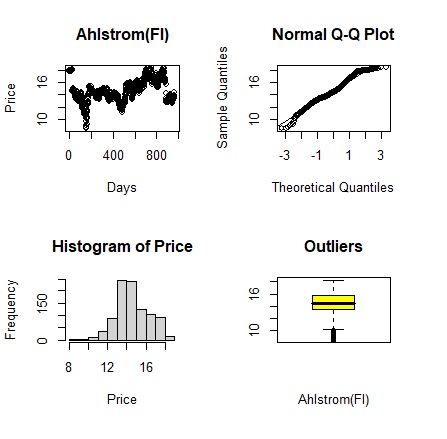 Ahlstrom(FI)
Price
10 16
0 400 800
Days
Normal Q-Q Plot
Sample Quantiles
10 16
-3 -1 1 3
Theoretical Quantiles
Histogram of Price
Frequency
0 150
8 12 16
Price
Outliers
10 16
Ahlstrom(FI)